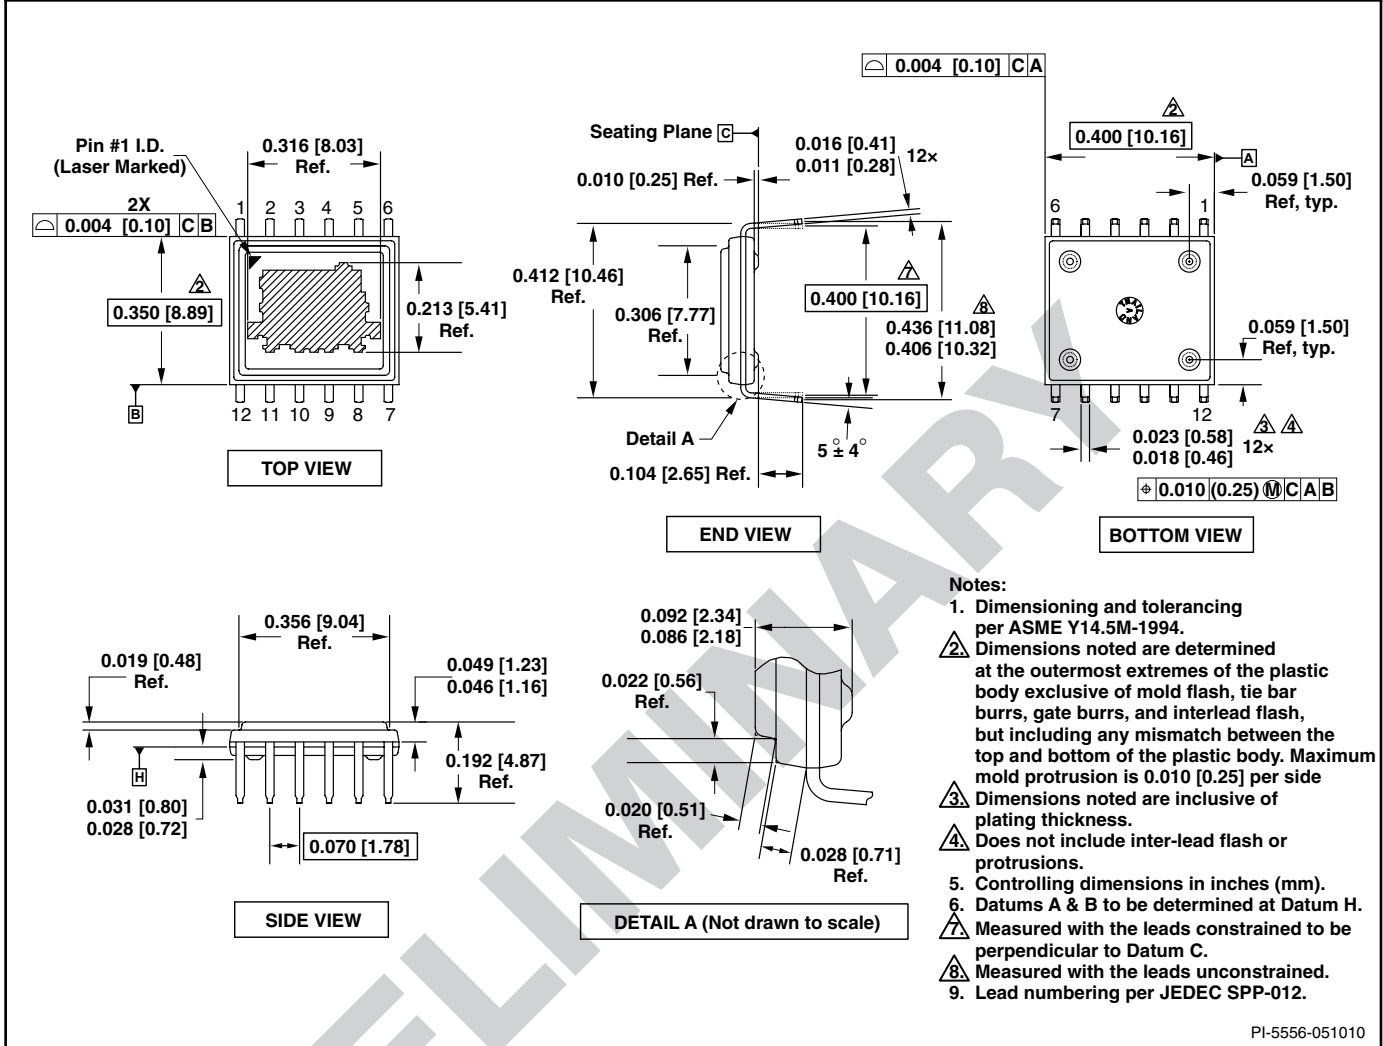 ⌓ 0.004 [0.10] C A
2
0.400 [10.16]
A
Seating Plane C
0.016 [0.41]
0.011 [0.28]
12×
0.010 [0.25] Ref.
0.059 [1.50]
Ref, typ.
Pin #1 I.D.
(Laser Marked)
0.316 [8.03]
Ref.
2X
⌓ 0.004 [0.10] C B
1 2 3 4 5 6
6 1
2
0.350 [8.89]
0.213 [5.41]
Ref.
0.412 [10.46]
Ref.
0.306 [7.77]
Ref.
7
0.400 [10.16]
8
0.436 [11.08]
0.406 [10.32]
0.059 [1.50]
Ref, typ.
B
12 11 10 9 8 7
7 12
Detail A
5° ± 4°
0.104 [2.65] Ref.
3 4
0.023 [0.58]
0.018 [0.46]
12×
⌖ 0.010 (0.25) Ⓜ C A B
TOP VIEW
END VIEW
BOTTOM VIEW
0.356 [9.04]
Ref.
0.019 [0.48]
Ref.
0.049 [1.23]
0.046 [1.16]
H
0.192 [4.87]
Ref.
0.031 [0.80]
0.028 [0.72]
0.070 [1.78]
SIDE VIEW
0.092 [2.34]
0.086 [2.18]
0.022 [0.56]
Ref.
0.020 [0.51]
Ref.
0.028 [0.71]
Ref.
DETAIL A (Not drawn to scale)
Notes:
1. Dimensioning and tolerancing
per ASME Y14.5M-1994.
2. Dimensions noted are determined
at the outermost extremes of the plastic
body exclusive of mold flash, tie bar
burrs, gate burrs, and interlead flash,
but including any mismatch between the
top and bottom of the plastic body. Maximum
mold protrusion is 0.010 [0.25] per side
3. Dimensions noted are inclusive of
plating thickness.
4. Does not include inter-lead flash or
protrusions.
5. Controlling dimensions in inches (mm).
6. Datums A & B to be determined at Datum H.
7. Measured with the leads constrained to be
perpendicular to Datum C.
8. Measured with the leads unconstrained.
9. Lead numbering per JEDEC SPP-012.
PI-5556-051010
ELIMINARY